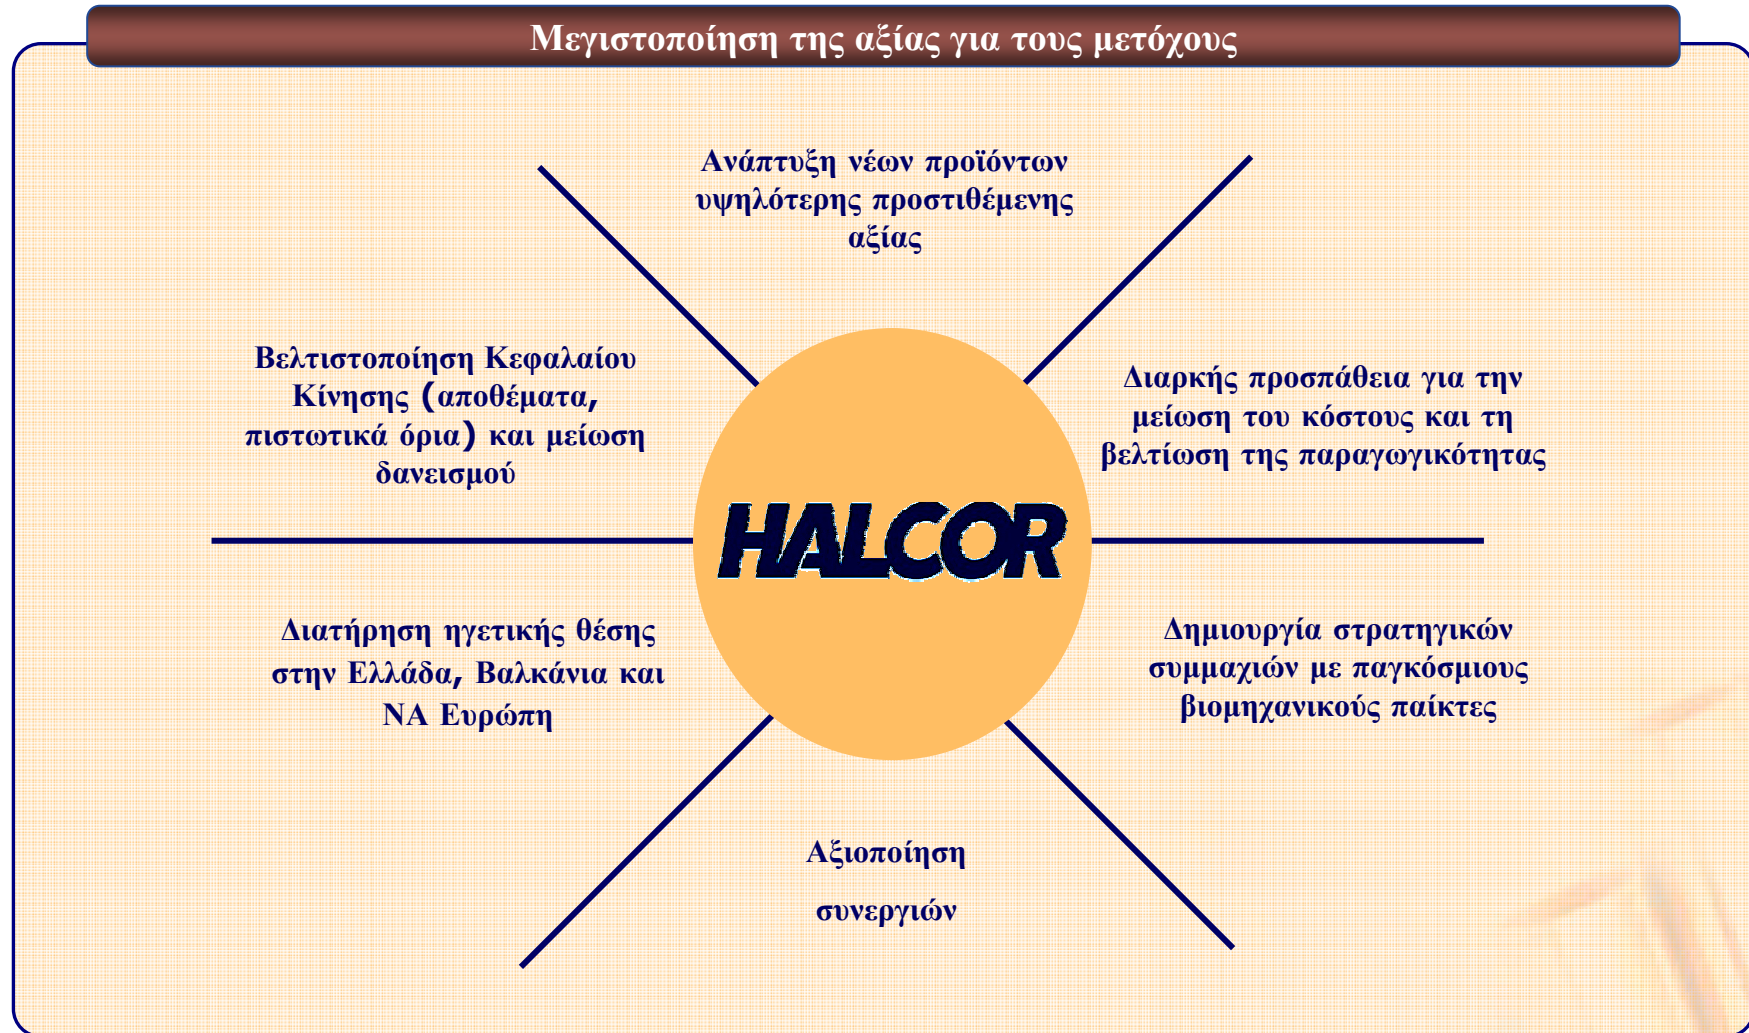 Μεγιστοποίηση της αξίας για τους μετόχους
Ανάπτυξη νέων προϊόντων
υψηλότερης προστιθέμενης
αξίας
Βελτιστοποίηση Κεφαλαίου
Κίνησης (αποθέματα,
πιστωτικά όρια) και μείωση
δανεισμού
Διαρκής προσπάθεια για την
μείωση του κόστους και τη
βελτίωση της παραγωγικότητας
HALCOR
Διατήρηση ηγετικής θέσης
στην Ελλάδα, Βαλκάνια και
ΝΑ Ευρώπη
Δημιουργία στρατηγικών
συμμαχιών με παγκόσμιους
βιομηχανικούς παίκτες
Αξιοποίηση
συνεργιών